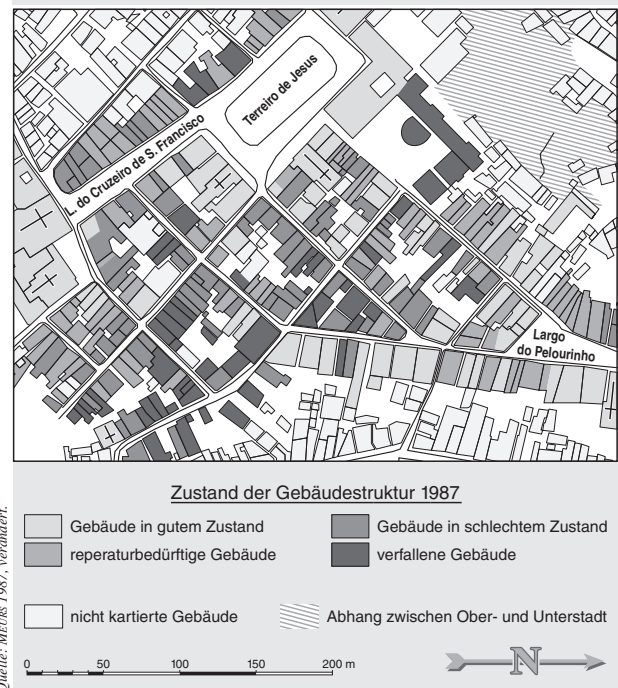 Terreiro de Jesus
L. do Cruzeiro de S. Francisco
Largo
do Pelourinho
Zustand der Gebäudestruktur 1987
Gebäude in gutem Zustand
Gebäude in schlechtem Zustand
reperaturbedürftige Gebäude
verfallene Gebäude
nicht kartierte Gebäude
Abhang zwischen Ober- und Unterstadt
0 50 100 150 200 m
N
Quelle: MEURS 1987, verändert.